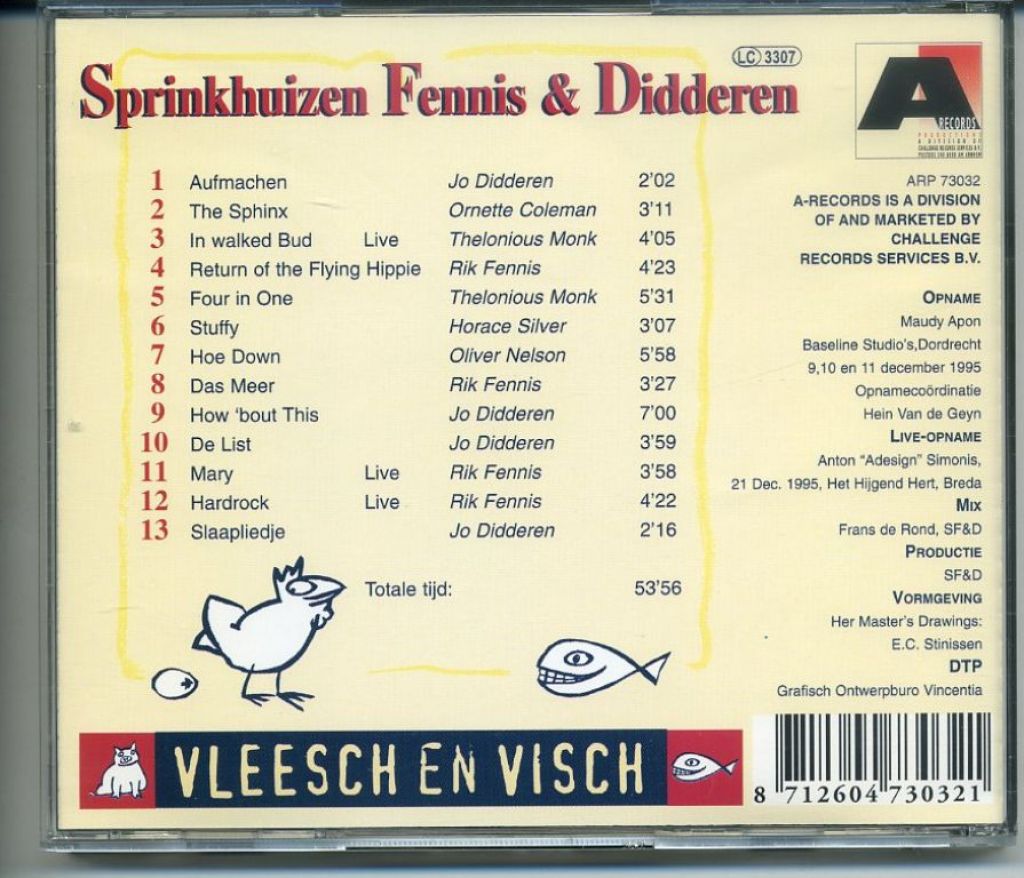 Sprinkhuizen Fennis & Didderen
LC 3307
A
RECORDS
PRODUCTIONS
A DIVISION OF
CHALLENGE RECORDS SERVICES B.V.
1 Aufmachen Jo Didderen 2'02
2 The Sphinx Ornette Coleman 3'11
3 In walked Bud Live Thelonious Monk 4'05
4 Return of the Flying Hippie Rik Fennis 4'23
5 Four in One Thelonious Monk 5'31
6 Stuffy Horace Silver 3'07
7 Hoe Down Oliver Nelson 5'58
8 Das Meer Rik Fennis 3'27
9 How 'bout This Jo Didderen 7'00
10 De List Jo Didderen 3'59
11 Mary Live Rik Fennis 3'58
12 Hardrock Live Rik Fennis 4'22
13 Slaapliedje Jo Didderen 2'16
Totale tijd: 53'56
ARP 73032
A-RECORDS IS A DIVISION
OF AND MARKETED BY
CHALLENGE
RECORDS SERVICES B.V.
OPNAME
Maudy Apon
Baseline Studio's,Dordrecht
9,10 en 11 december 1995
Opnamecoördinatie
Hein Van de Geyn
LIVE-OPNAME
Anton "Adesign" Simonis,
21 Dec. 1995, Het Hijgend Hert, Breda
MIX
Frans de Rond, SF&D
PRODUCTIE
SF&D
VORMGEVING
Her Master's Drawings:
E.C. Stinissen
DTP
Grafisch Ontwerpburo Vincentia
VLEESCH EN VISCH
8 712604 730321